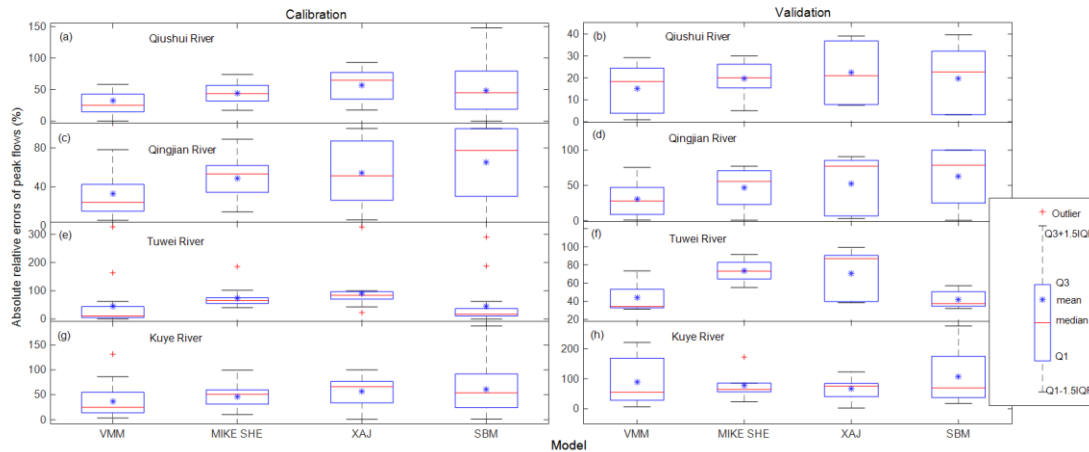 Calibration
Validation
Absolute relative errors of peak flows (%)
(a)
Qiushui River
150
100
50
0
(b)
Qiushui River
40
30
20
10
0
(c)
Qingjian River
80
40
0
(d)
Qingjian River
100
50
0
(e)
Tuwei River
300
200
100
0
(f)
Tuwei River
100
80
60
40
20
(g)
Kuye River
150
100
50
0
(h)
Kuye River
200
100
0
VMM MIKE SHE XAJ SBM
VMM MIKE SHE XAJ SBM
Model
Outlier
Q3+1.5IQR
Q3
mean
median
Q1
Q1-1.5IQR